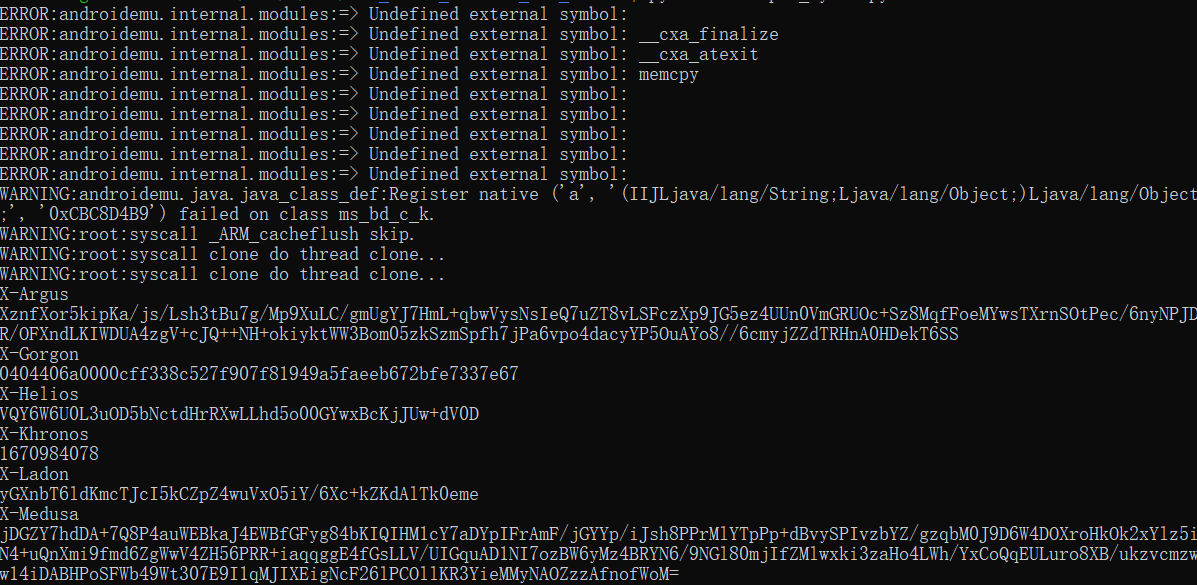 ERROR:androidemu.internal.modules:=> Undefined external symbol:
ERROR:androidemu.internal.modules:=> Undefined external symbol: __cxa_finalize
ERROR:androidemu.internal.modules:=> Undefined external symbol: __cxa_atexit
ERROR:androidemu.internal.modules:=> Undefined external symbol: memcpy
ERROR:androidemu.internal.modules:=> Undefined external symbol:
ERROR:androidemu.internal.modules:=> Undefined external symbol:
ERROR:androidemu.internal.modules:=> Undefined external symbol:
ERROR:androidemu.internal.modules:=> Undefined external symbol:
ERROR:androidemu.internal.modules:=> Undefined external symbol:
WARNING:androidemu.java.java_class_def:Register native ('a', '(IIJLjava/lang/String;Ljava/lang/Object;)Ljava/lang/Object
;', '0xCBC8D4B9') failed on class ms_bd_c_k.
WARNING:root:syscall _ARM_cacheflush skip.
WARNING:root:syscall clone do thread clone...
WARNING:root:syscall clone do thread clone...
X-Argus
XznfXor5kipKa/js/Lsh3tBu7g/Mp9XuLC/gmUgYJ7HmL+qbwVysNsIeQ7uZT8vLSFczXp9JG5ez4UUn0VmGRUOc+Sz8MqfFoeMYwsTXrnSOtPec/6nyNPJD
R/OFXndLKIWDUA4zgV+cJQ++NH+okiyktWW3Bom05zkSzmSpfh7jPa6vpo4dacyYP5OuAYo8//6cmyjZZdTRHnA0HDekT6SS
X-Gorgon
0404406a0000cff338c527f907f81949a5faeeb672bfe7337e67
X-Helios
VQY6W6U0L3uOD5bNctdHrRXwLLhd5oO0GYwxBcKjJUw+dV0D
X-Khronos
1670984078
X-Ladon
yGXnbT6ldKmcTJcI5kCZpZ4wuVxO5iY/6Xc+kZKdAlTk0eme
X-Medusa
jDGZY7hdDA+7Q8P4auWEBkaJ4EWBfGFyg84bKIQIHM1cY7aDYpIFrAmF/jGYYp/iJsh8PPrMlYTpPp+dBvySPIvzbYZ/gzqbM0J9D6W4DOXroHkOk2xYlz5i
N4+uQnXmi9fmd6ZgWwV4ZH56PRR+iaqqggE4fGsLLV/UIGquAD1NI7ozBW6yMz4BRYN6/9NGl80mjIfZMlwxki3zaHo4LWh/YxCoQqEULuro8XB/ukzvcmzw
wl4iDABHPoSFWb49Wt307E9I1qMJIXEigNcF26lPCOllKR3YieMMyNAOZzzAfnofWoM=